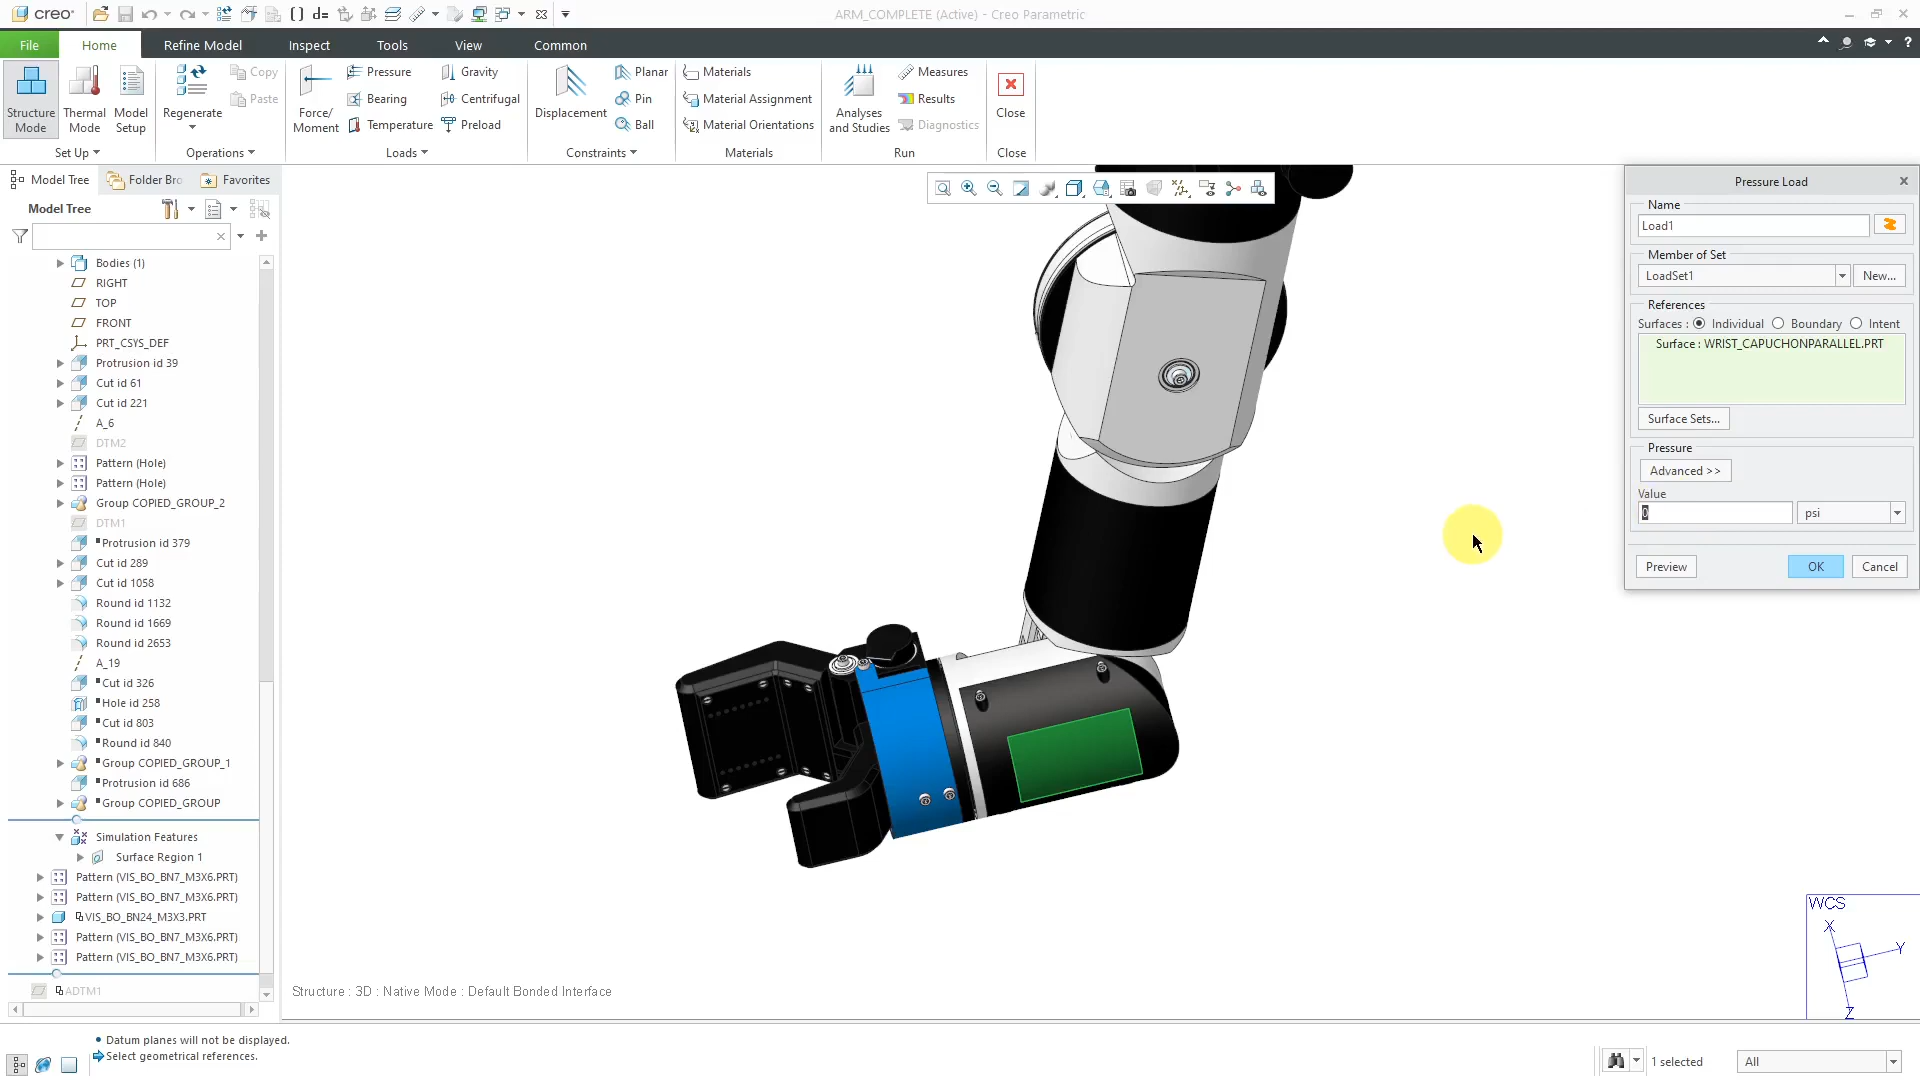 creo
ARM_COMPLETE (Active) - Creo Parametric
File
Home
Refine Model
Inspect
Tools
View
Common
Structure
Mode
Thermal
Mode
Model
Setup
Set Up
Regenerate
Copy
Paste
Operations
Force/
Moment
Pressure
Bearing
Temperature
Gravity
Centrifugal
Preload
Loads
Displacement
Planar
Pin
Ball
Constraints
Materials
Material Assignment
Material Orientations
Materials
Analyses
and Studies
Measures
Results
Diagnostics
Run
Close
Close
Model Tree
Folder Bro
Favorites
Model Tree
Bodies (1)
RIGHT
TOP
FRONT
PRT_CSYS_DEF
Protrusion id 39
Cut id 61
Cut id 221
A_6
DTM2
Pattern (Hole)
Pattern (Hole)
Group COPIED_GROUP_2
DTM1
Protrusion id 379
Cut id 289
Cut id 1058
Round id 1132
Round id 1669
Round id 2653
A_19
Cut id 326
Hole id 258
Cut id 803
Round id 840
Group COPIED_GROUP_1
Protrusion id 686
Group COPIED_GROUP
Simulation Features
Surface Region 1
Pattern (VIS_BO_BN7_M3X6.PRT)
Pattern (VIS_BO_BN7_M3X6.PRT)
VIS_BO_BN24_M3X3.PRT
Pattern (VIS_BO_BN7_M3X6.PRT)
Pattern (VIS_BO_BN7_M3X6.PRT)
ADTM1
Pressure Load
Name
Load1
Member of Set
LoadSet1
New...
References
Surfaces : Individual Boundary Intent
Surface : WRIST_CAPUCHONPARALLEL.PRT
Surface Sets...
Pressure
Advanced >>
Value
0
psi
Preview
OK
Cancel
WCS
X
Y
Z
Structure : 3D : Native Mode : Default Bonded Interface
Datum planes will not be displayed.
Select geometrical references.
1 selected
All